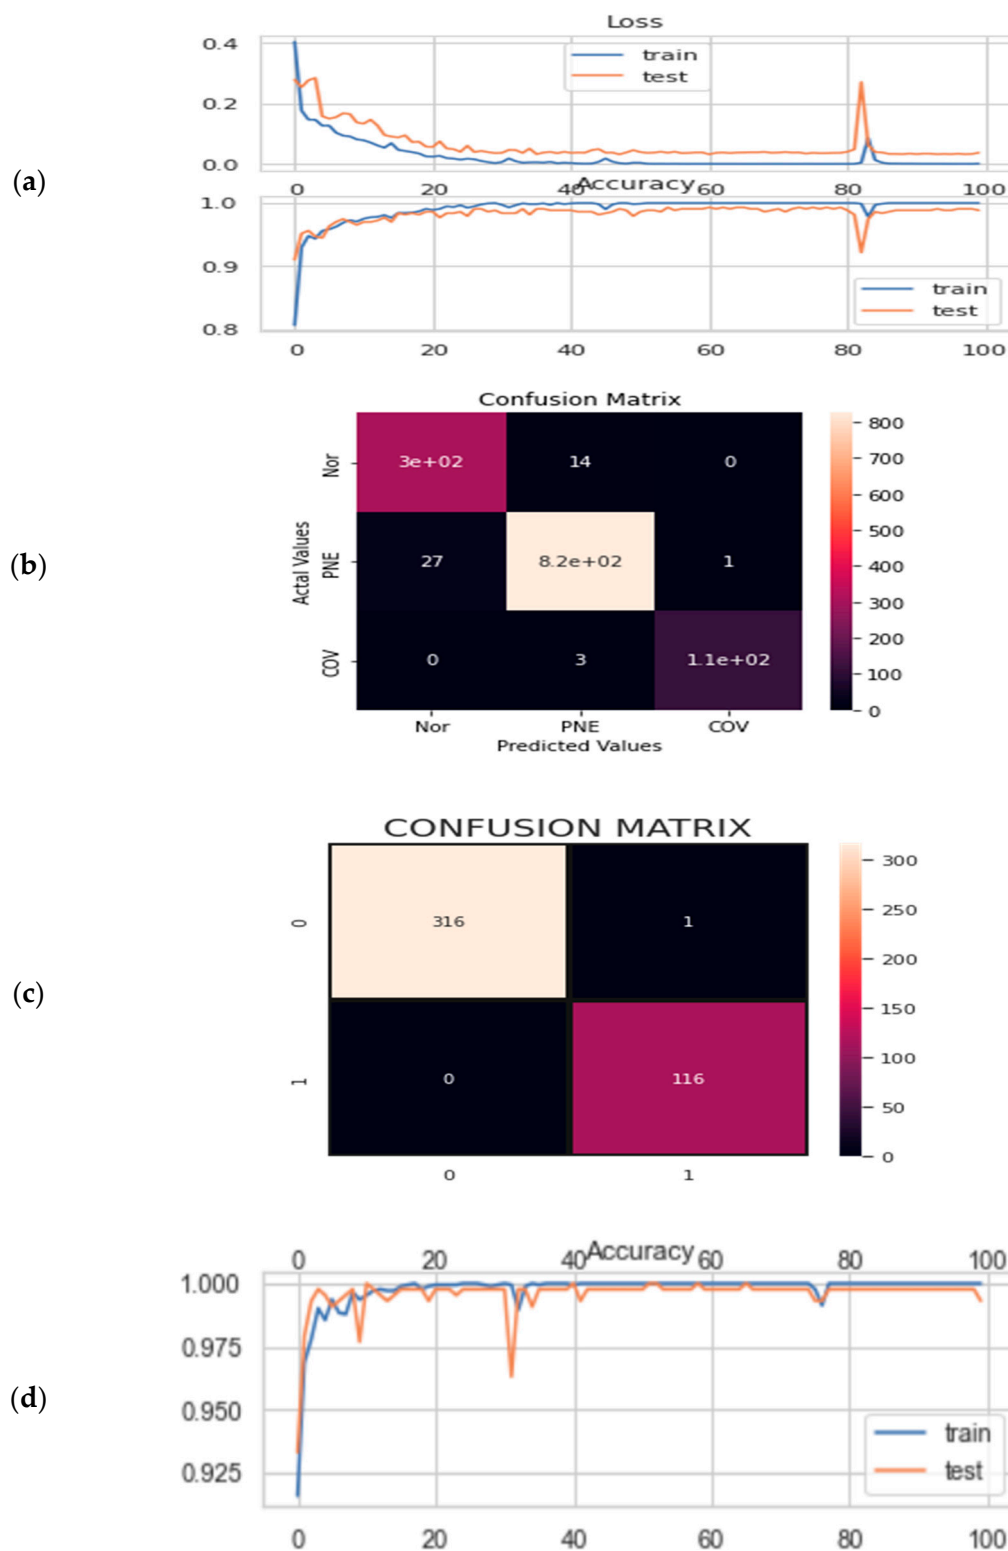 Loss
0.4
0.2
0.0
train
test
0 20 40 60 80 100
(a)
Accuracy
1.0
0.9
0.8
train
test
0 20 40 60 80 100
Confusion Matrix
(b)
Actal Values
Nor 3e+02 14 0
PNE 27 8.2e+02 1
COV 0 3 1.1e+02
Nor PNE COV
Predicted Values
800
700
600
500
400
300
200
100
0
CONFUSION MATRIX
(c)
0 316 1
1 0 116
0 1
300
250
200
150
100
50
0
0 20 40 60 80 100
Accuracy
(d)
1.000
0.975
0.950
0.925
train
test
0 20 40 60 80 100